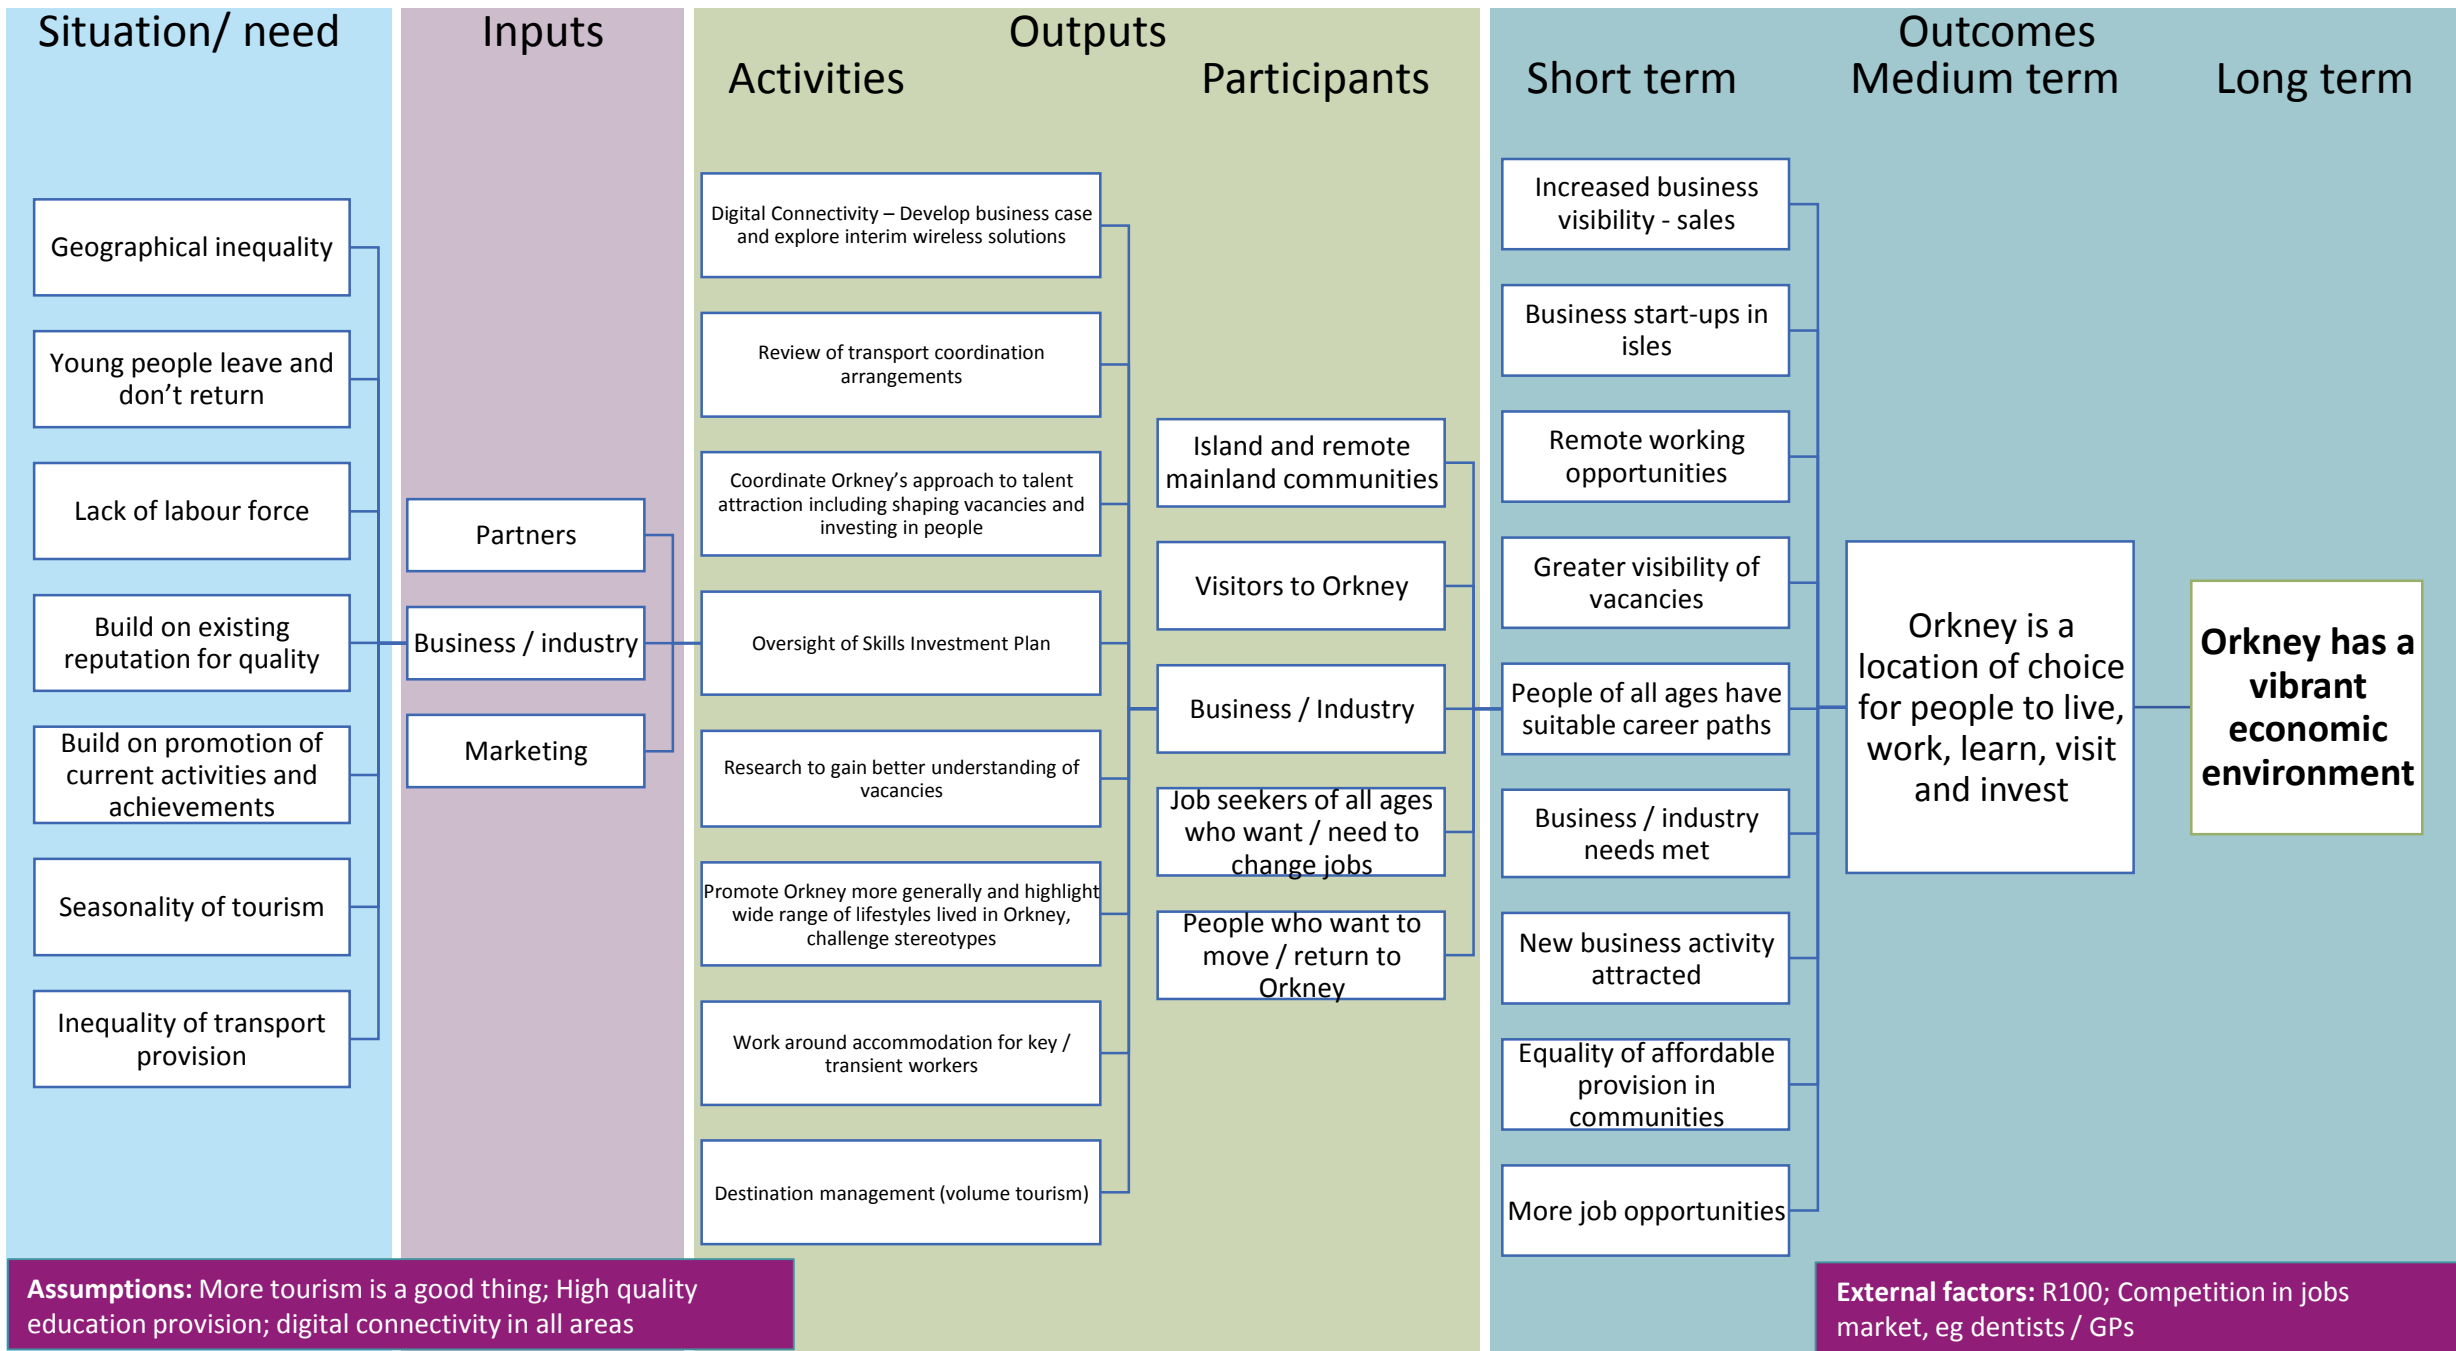 Situation/ need
Inputs
Outputs
Activities
Participants
Outcomes
Short term
Medium term
Long term
Geographical inequality
Young people leave and
don’t return
Lack of labour force
Build on existing
reputation for quality
Build on promotion of
current activities and
achievements
Seasonality of tourism
Inequality of transport
provision
Partners
Business / industry
Marketing
Digital Connectivity – Develop business case
and explore interim wireless solutions
Review of transport coordination
arrangements
Coordinate Orkney’s approach to talent
attraction including shaping vacancies and
investing in people
Oversight of Skills Investment Plan
Research to gain better understanding of
vacancies
Promote Orkney more generally and highlight
wide range of lifestyles lived in Orkney,
challenge stereotypes
Work around accommodation for key /
transient workers
Destination management (volume tourism)
Island and remote
mainland communities
Visitors to Orkney
Business / Industry
Job seekers of all ages
who want / need to
change jobs
People who want to
move / return to
Orkney
Increased business
visibility - sales
Business start-ups in
isles
Remote working
opportunities
Greater visibility of
vacancies
People of all ages have
suitable career paths
Business / industry
needs met
New business activity
attracted
Equality of affordable
provision in
communities
More job opportunities
Orkney is a
location of choice
for people to live,
work, learn, visit
and invest
Orkney has a
vibrant
economic
environment
Assumptions: More tourism is a good thing; High quality
education provision; digital connectivity in all areas
External factors: R100; Competition in jobs
market, eg dentists / GPs